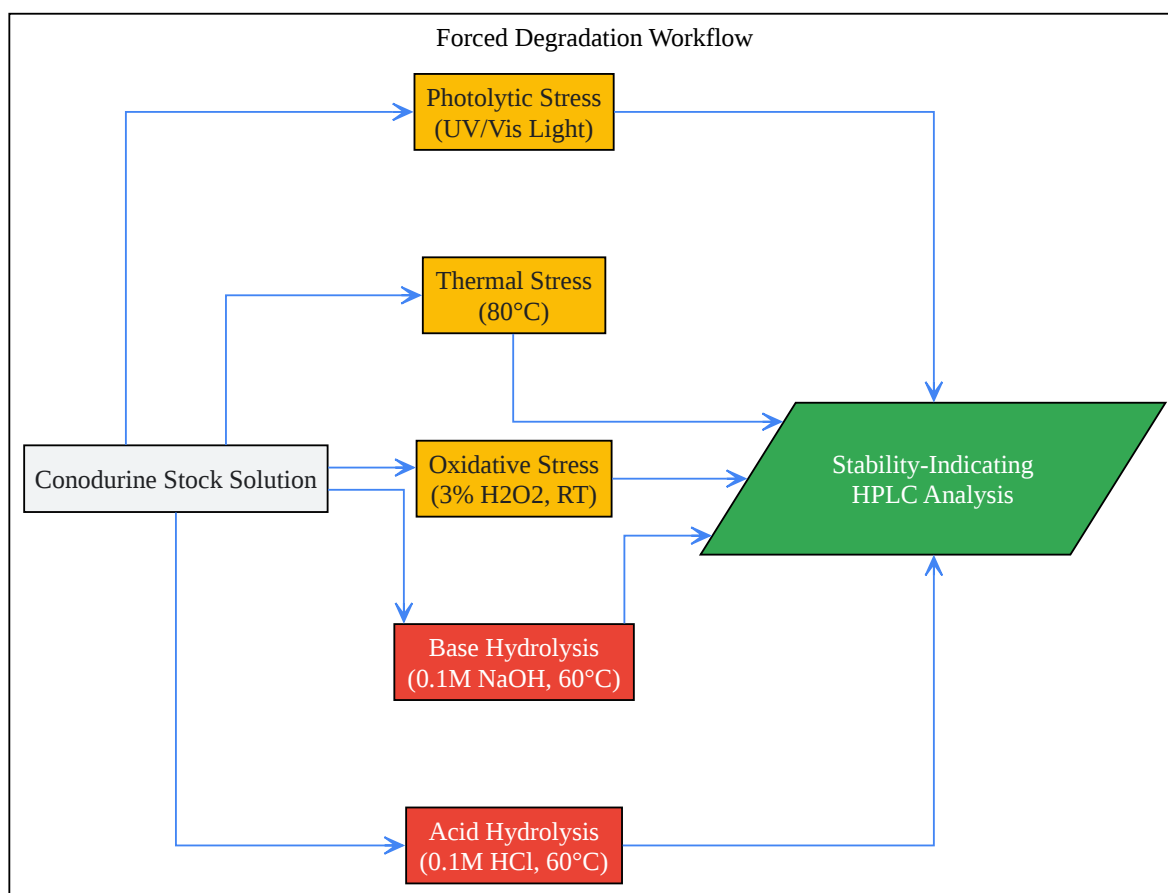 Forced Degradation Workflow
Photolytic Stress
(UV/Vis Light)
Thermal Stress
(80°C)
Conodurine Stock Solution
Oxidative Stress
(3% H2O2, RT)
Stability-Indicating
HPLC Analysis
Base Hydrolysis
(0.1M NaOH, 60°C)
Acid Hydrolysis
(0.1M HCl, 60°C)